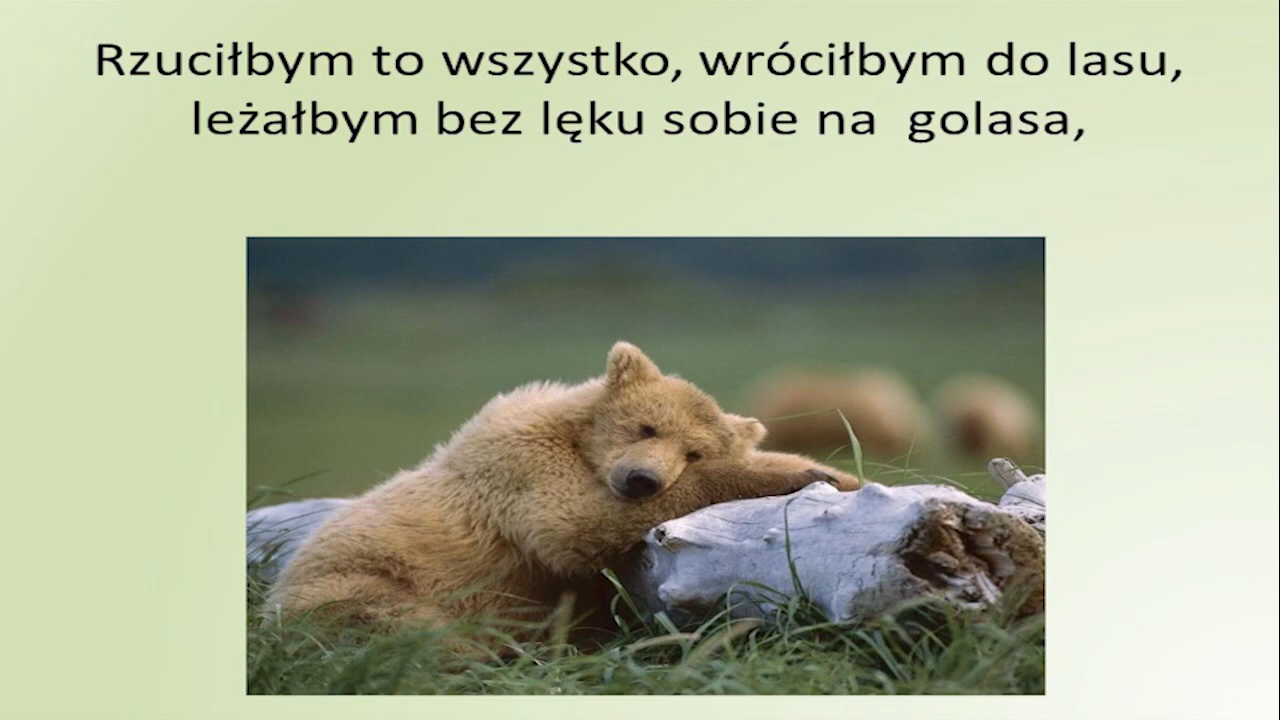 Rzuciłbym to wszystko, wróciłbym do lasu,
leżałbym bez lęku sobie na  golasa,